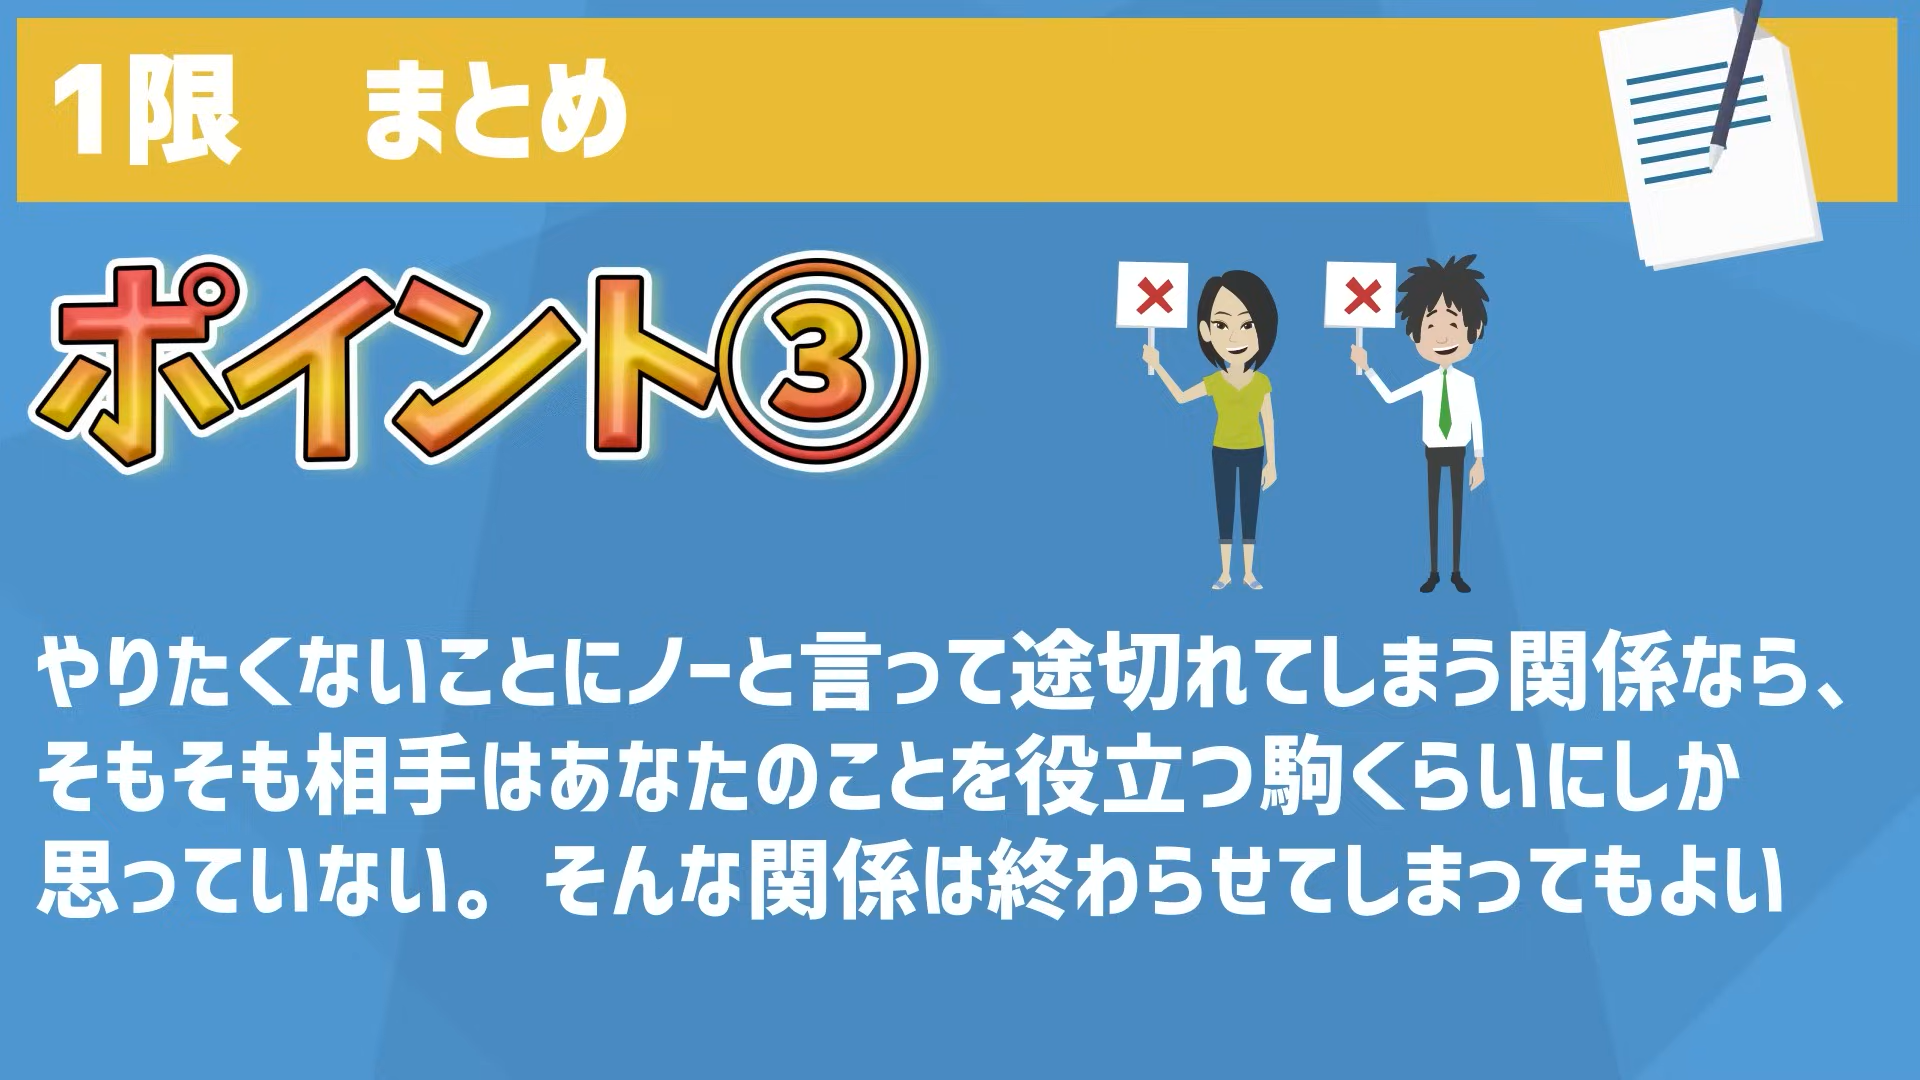 1限　まとめ
ポイント③
やりたくないことにノーと言って途切れてしまう関係なら、
そもそも相手はあなたのことを役立つ駒くらいにしか
思っていない。そんな関係は終わらせてしまってもよい